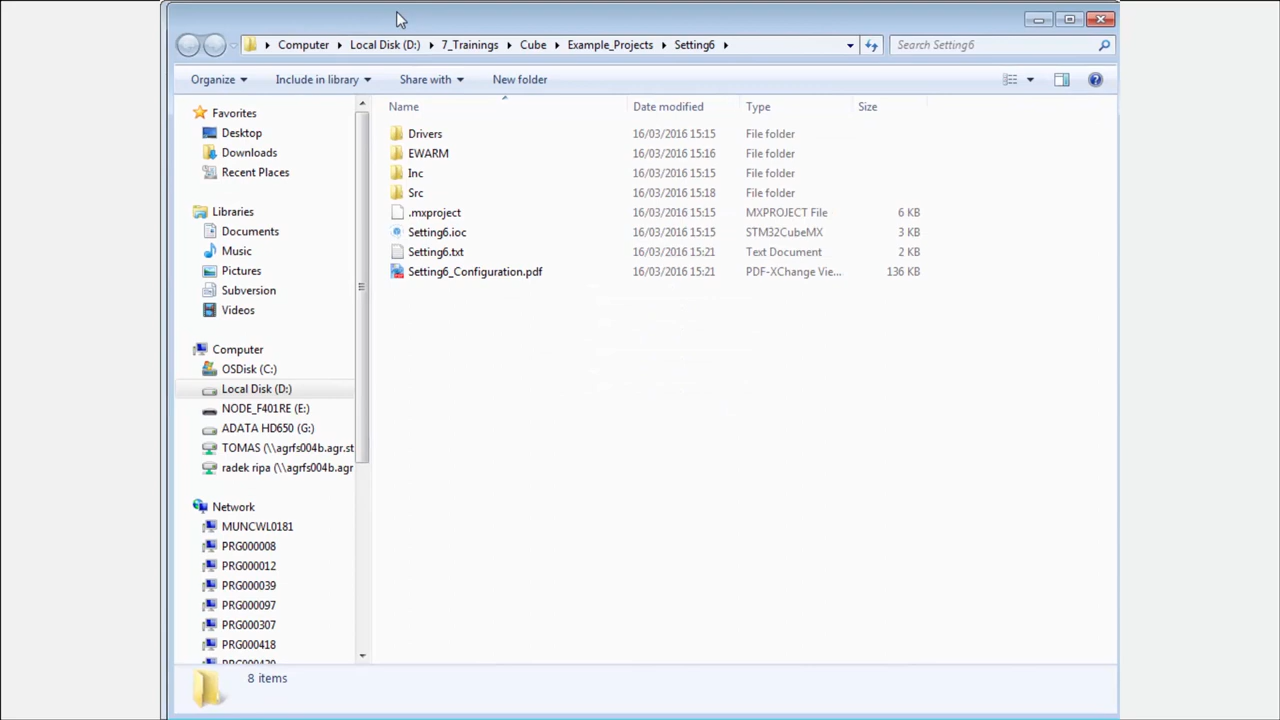 Computer Local Disk (D:) 7_Trainings Cube Example_Projects Setting6
Search Setting6
Organize Include in library Share with New folder
Name Date modified Type Size
Favorites
Desktop
Downloads
Recent Places
Libraries
Documents
Music
Pictures
Subversion
Videos
Computer
OSDisk (C:)
Local Disk (D:)
NODE_F401RE (E:)
ADATA HD650 (G:)
TOMAS (\\agrfs004b.agr.st
radek ripa (\\agrfs004b.agr
Network
MUNCWL0181
PRG000008
PRG000012
PRG000039
PRG000097
PRG000307
PRG000418
Drivers 16/03/2016 15:15 File folder
EWARM 16/03/2016 15:16 File folder
Inc 16/03/2016 15:15 File folder
Src 16/03/2016 15:18 File folder
.mxproject 16/03/2016 15:15 MXPROJECT File 6 KB
Setting6.ioc 16/03/2016 15:15 STM32CubeMX 3 KB
Setting6.txt 16/03/2016 15:21 Text Document 2 KB
Setting6_Configuration.pdf 16/03/2016 15:21 PDF-XChange Vie... 136 KB
8 items